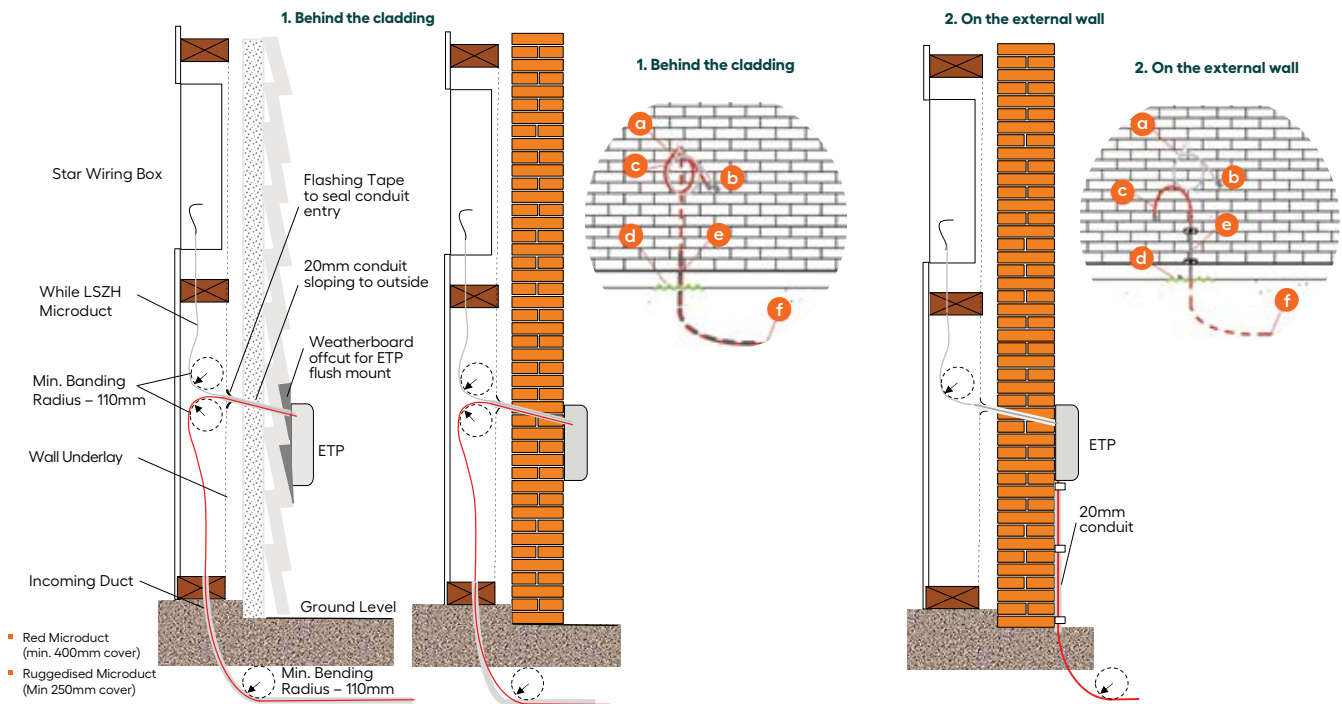 1. Behind the cladding
Star Wiring Box
While LSZH
Microduct
Min. Banding
Radius – 110mm
Wall Underlay
Incoming Duct
Red Microduct
(min. 400mm cover)
Ruggedised Microduct
(Min 250mm cover)
Flashing Tape
to seal conduit
entry
20mm conduit
sloping to outside
Weatherboard
offcut for ETP
flush mount
ETP
Ground Level
Min. Bending
Radius – 110mm
1. Behind the cladding
a
c
b
d
e
f
2. On the external wall
ETP
20mm
conduit
2. On the external wall
a
b
c
e
d
f